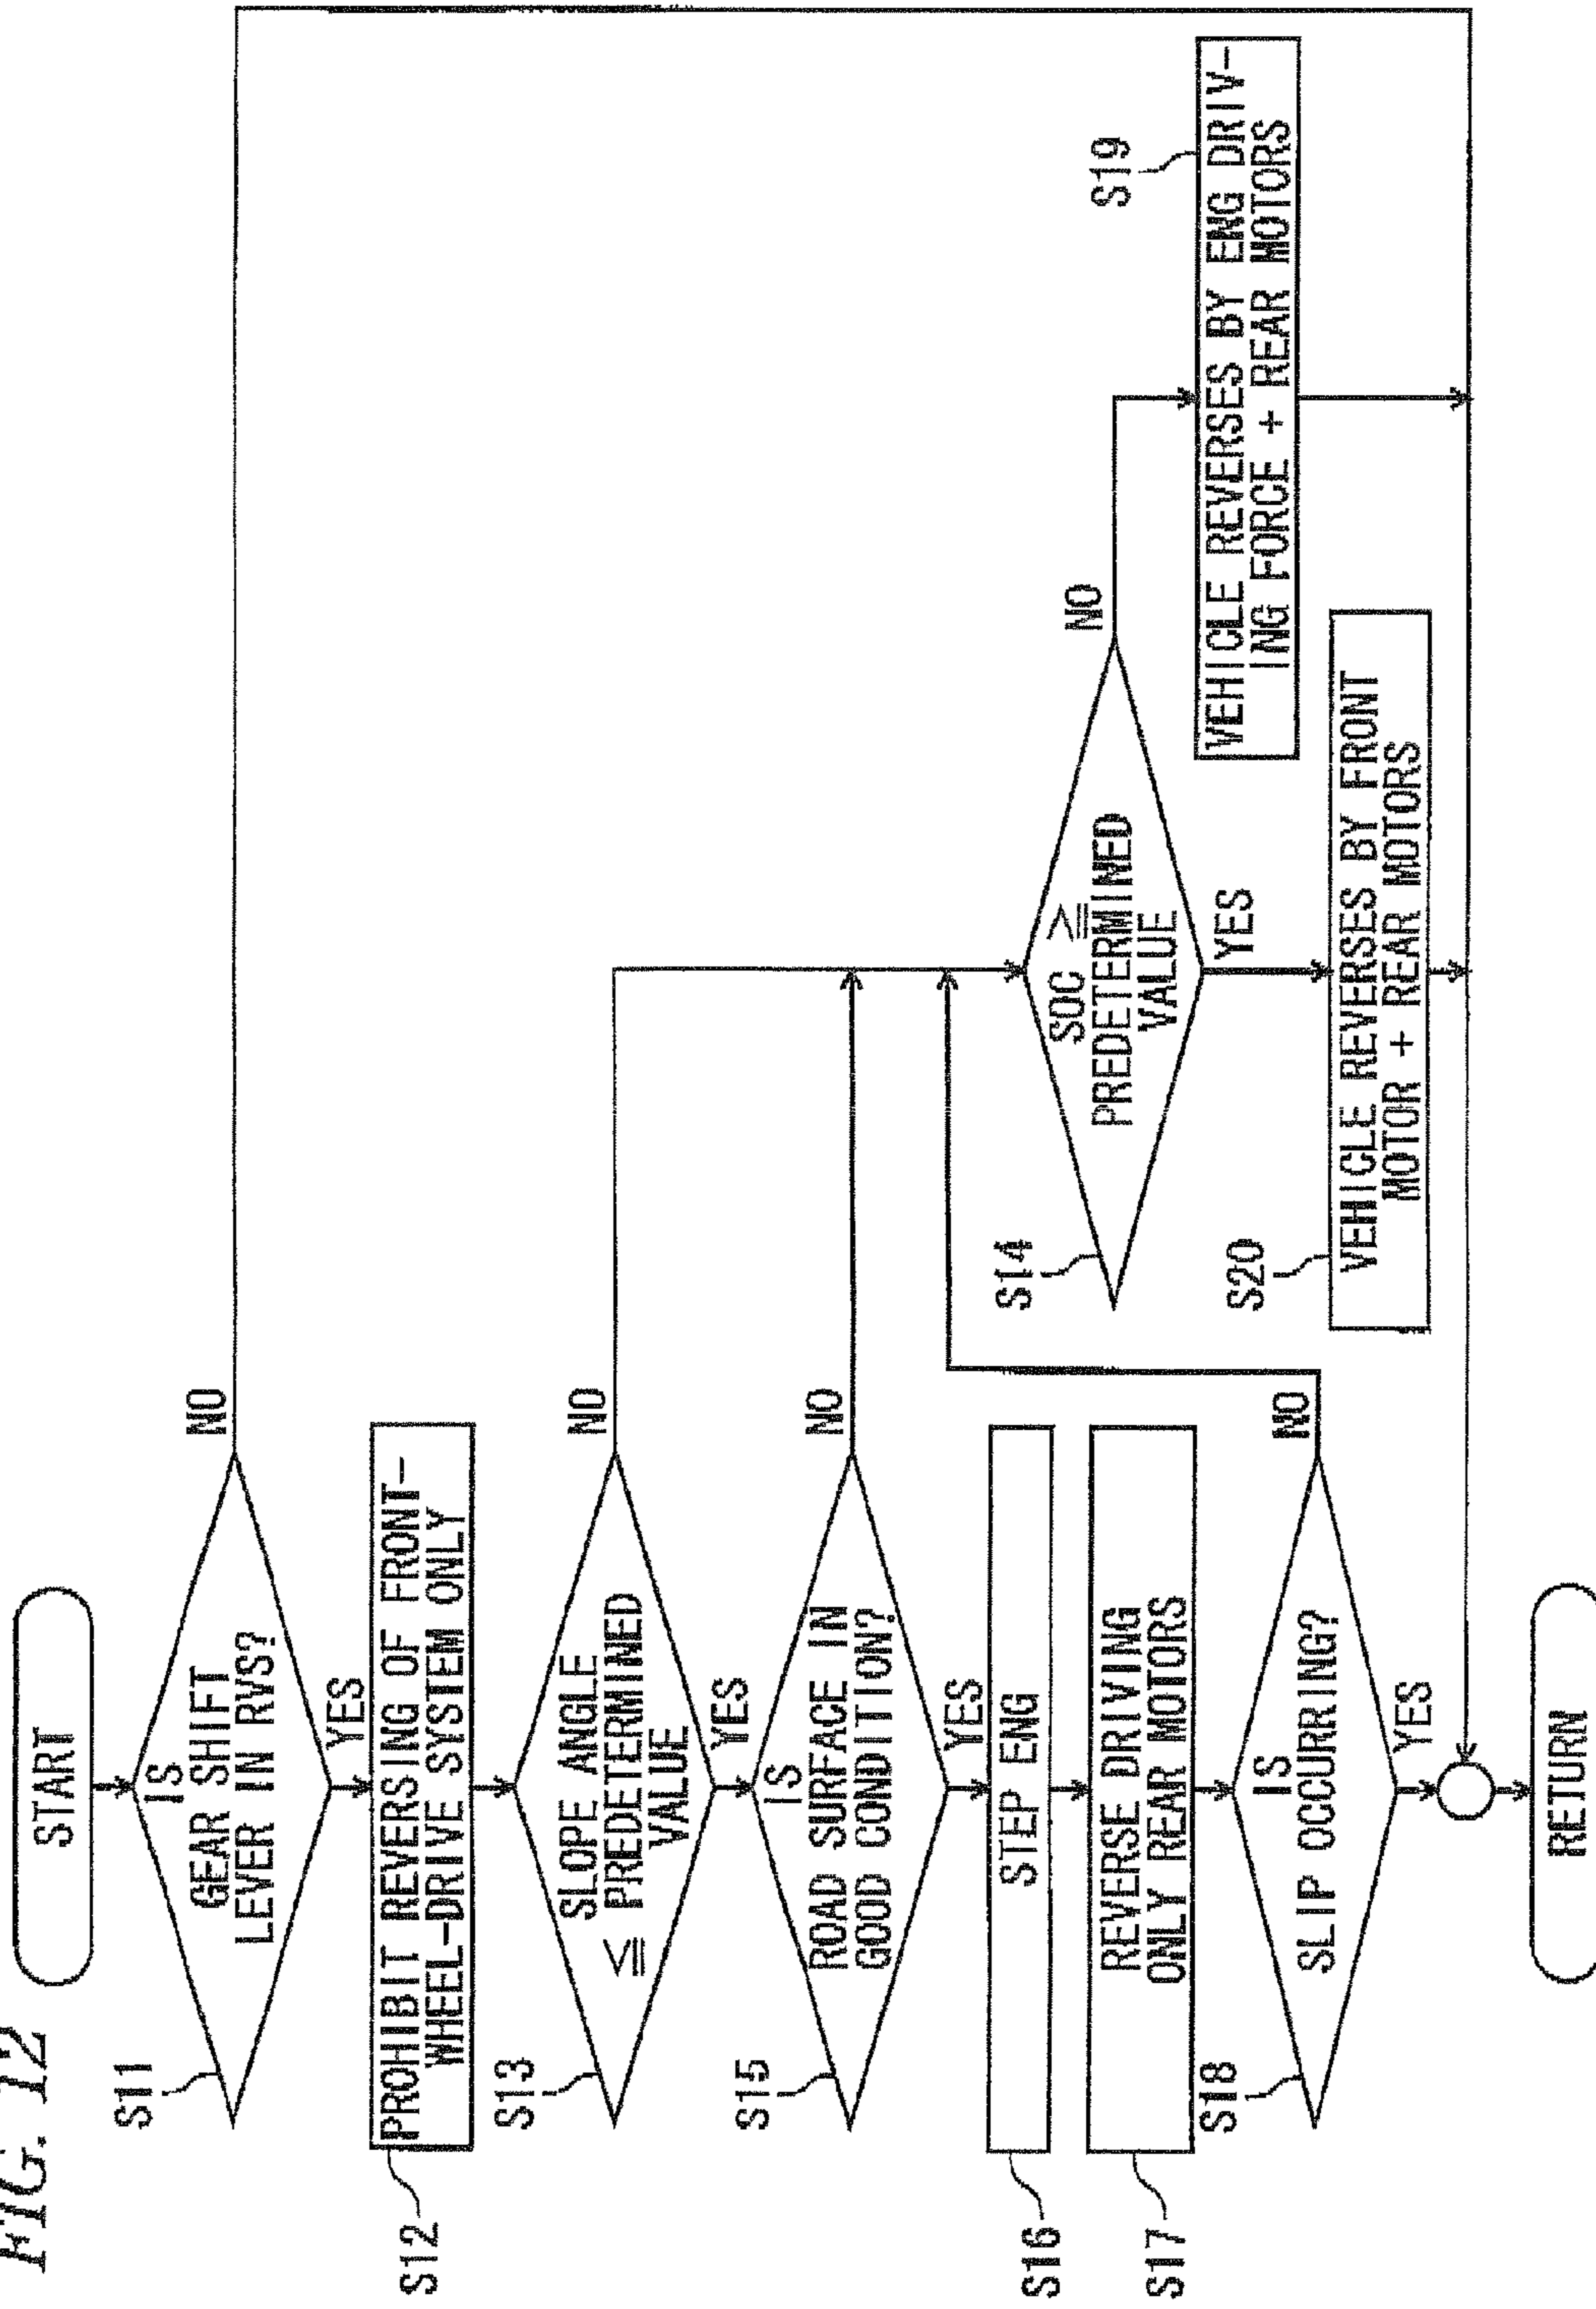 FIG. 12
START
S11
IS
GEAR SHIFT
LEVER IN RVS?
NO
YES
S12
PROHIBIT REVERSING OF FRONT-
WHEEL-DRIVE SYSTEM ONLY
S13
SLOPE ANGLE
≦ PREDETERMINED
VALUE
NO
YES
S15
IS
ROAD SURFACE IN
GOOD CONDITION?
NO
YES
S16
STEP ENG
S17
REVERSE DRIVING
ONLY REAR MOTORS
S18
IS
SLIP OCCURRING?
NO
YES
S14
SOC ≧
PREDETERMINED
VALUE
NO
YES
S19
VEHICLE REVERSES BY ENG DRIV-
ING FORCE + REAR MOTORS
S20
VEHICLE REVERSES BY FRONT
MOTOR + REAR MOTORS
RETURN